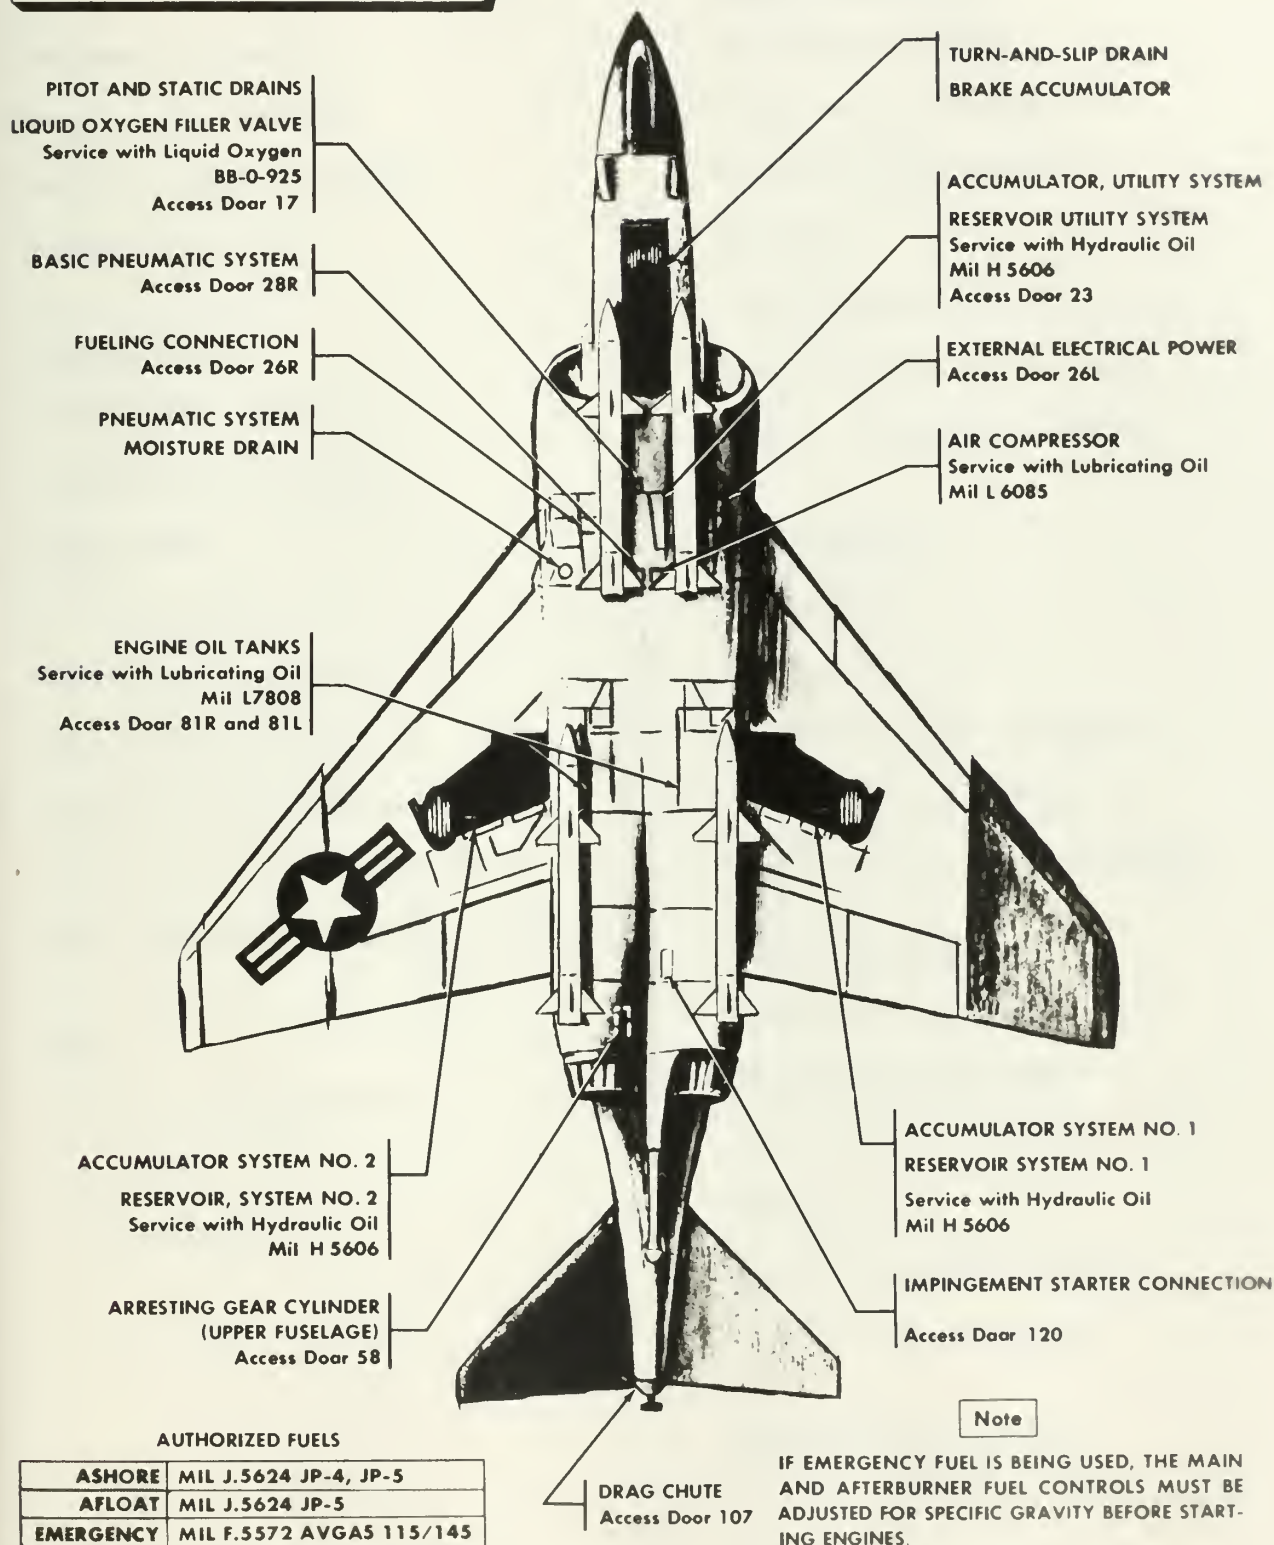 PITOT AND STATIC DRAINS
LIQUID OXYGEN FILLER VALVE
Service with Liquid Oxygen
BB-0-925
Access Doar 17
BASIC PNEUMATIC SYSTEM
Access Door 28R
FUELING CONNECTION
Access Door 26R
PNEUMATIC SYSTEM
MOISTURE DRAIN
ENGINE OIL TANKS
Service with Lubricating Oil
Mil L7808
Access Doar 81R and 81L
ACCUMULATOR SYSTEM NO. 2
RESERVOIR, SYSTEM NO. 2
Service with Hydraulic Oil
Mil H 5606
ARRESTING GEAR CYLINDER
(UPPER FUSELAGE)
Access Doar 58
TURN-AND-SLIP DRAIN
BRAKE ACCUMULATOR
ACCUMULATOR, UTILITY SYSTEM
RESERVOIR UTILITY SYSTEM
Service with Hydraulic Oil
Mil H 5606
Access Door 23
EXTERNAL ELECTRICAL POWER
Access Door 26L
AIR COMPRESSOR
Service with Lubricating Oil
Mil L 6085
ACCUMULATOR SYSTEM NO. 1
RESERVOIR SYSTEM NO. 1
Service with Hydraulic Oil
Mil H 5606
IMPINGEMENT STARTER CONNECTION
Access Daar 120
AUTHORIZED FUELS
ASHORE MIL J.5624 JP-4, JP-5
AFLOAT MIL J.5624 JP-5
EMERGENCY MIL F.5572 AVGAS 115/145
DRAG CHUTE
Access Door 107
Note
IF EMERGENCY FUEL IS BEING USED, THE MAIN
AND AFTERBURNER FUEL CONTROLS MUST BE
ADJUSTED FOR SPECIFIC GRAVITY BEFORE START-
ING ENGINES.